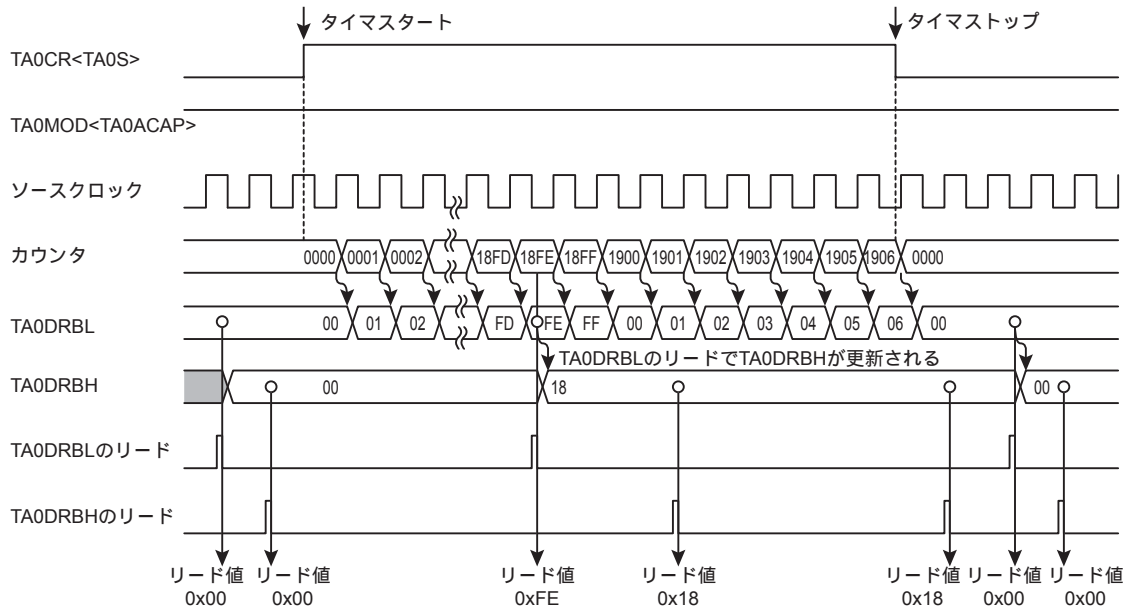 タイマスタート
タイマストップ
TA0CR<TA0S>
TA0MOD<TA0ACAP>
ソースクロック
カウンタ
0000 0001 0002 18FD 18FE 18FF 1900 1901 1902 1903 1904 1905 1906 0000
TA0DRBL
00 01 02 FD FE FF 00 01 02 03 04 05 06 00
TA0DRBLのリードでTA0DRBHが更新される
TA0DRBH
00 18 00
TA0DRBLのリード
TA0DRBHのリード
リード値 リード値 リード値 リード値 リード値 リード値 リード値
0x00 0x00 0xFE 0x18 0x18 0x00 0x00